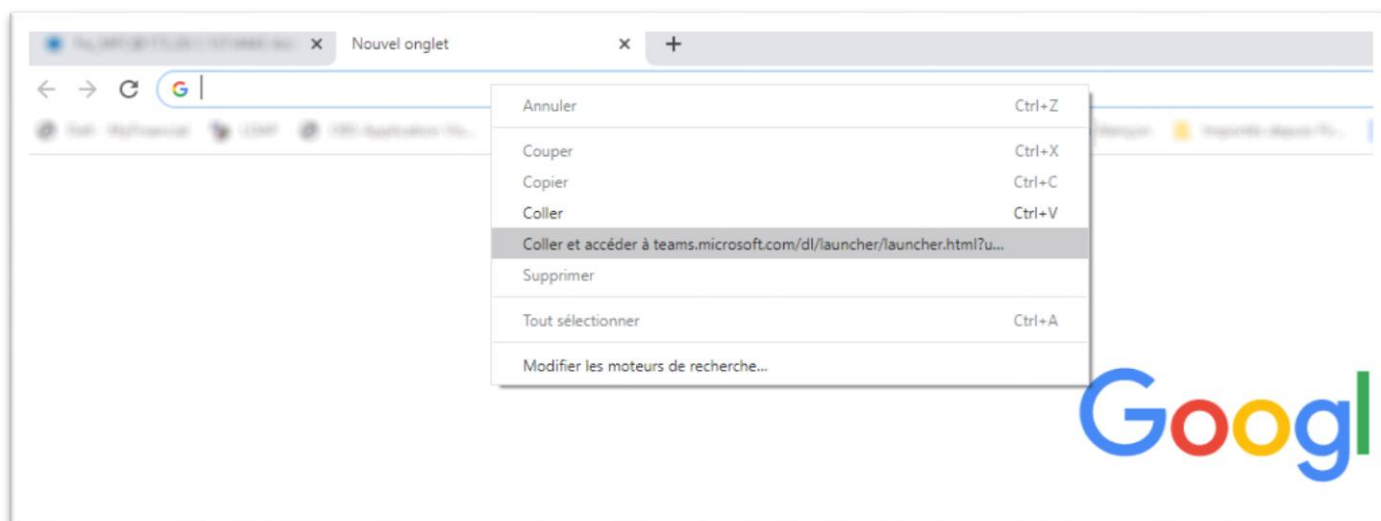 Nouvel onglet
Annuler Ctrl+Z
Couper Ctrl+X
Copier Ctrl+C
Coller Ctrl+V
Coller et accéder à teams.microsoft.com/dl/launcher/launcher.html?u...
Supprimer
Tout sélectionner Ctrl+A
Modifier les moteurs de recherche...
Googl